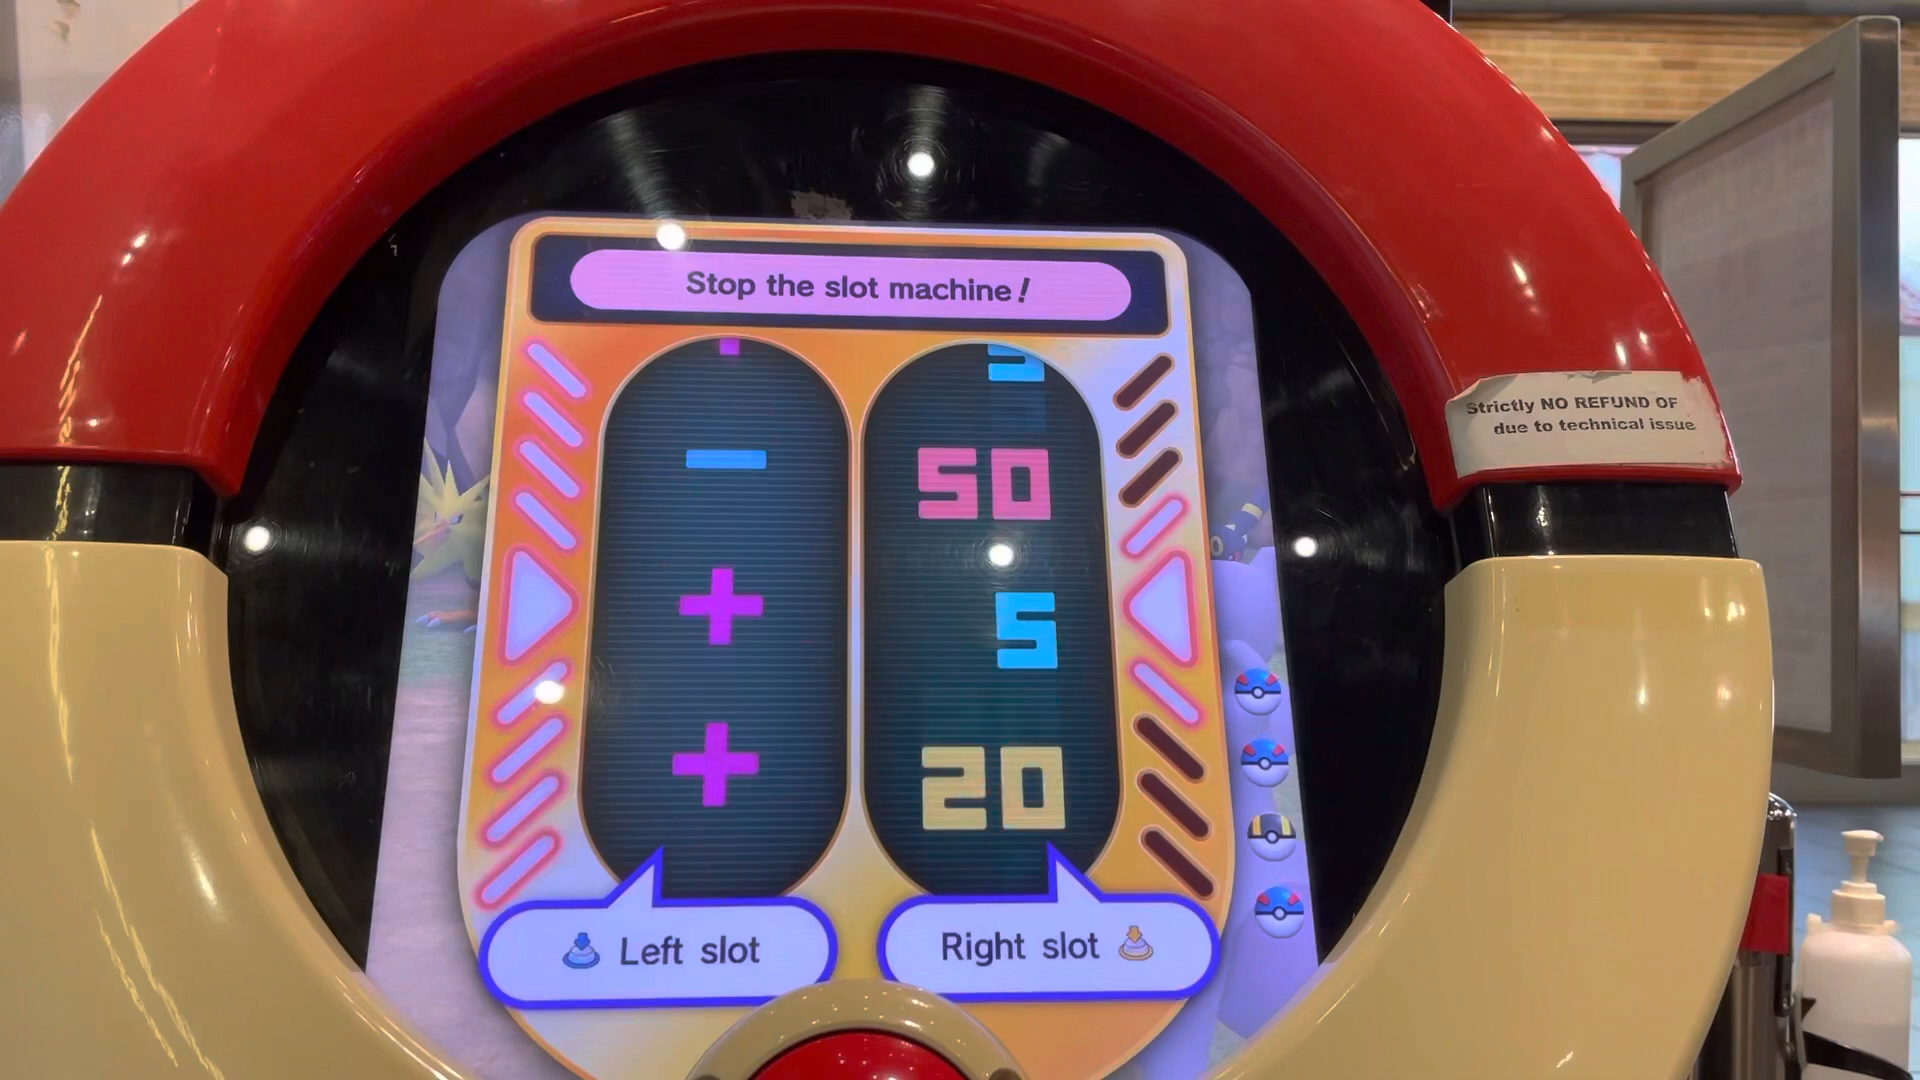 Stop the slot machine!
5
−
50
+
5
+
20
Left slot
Right slot
Strictly NO REFUND OF
due to technical issue